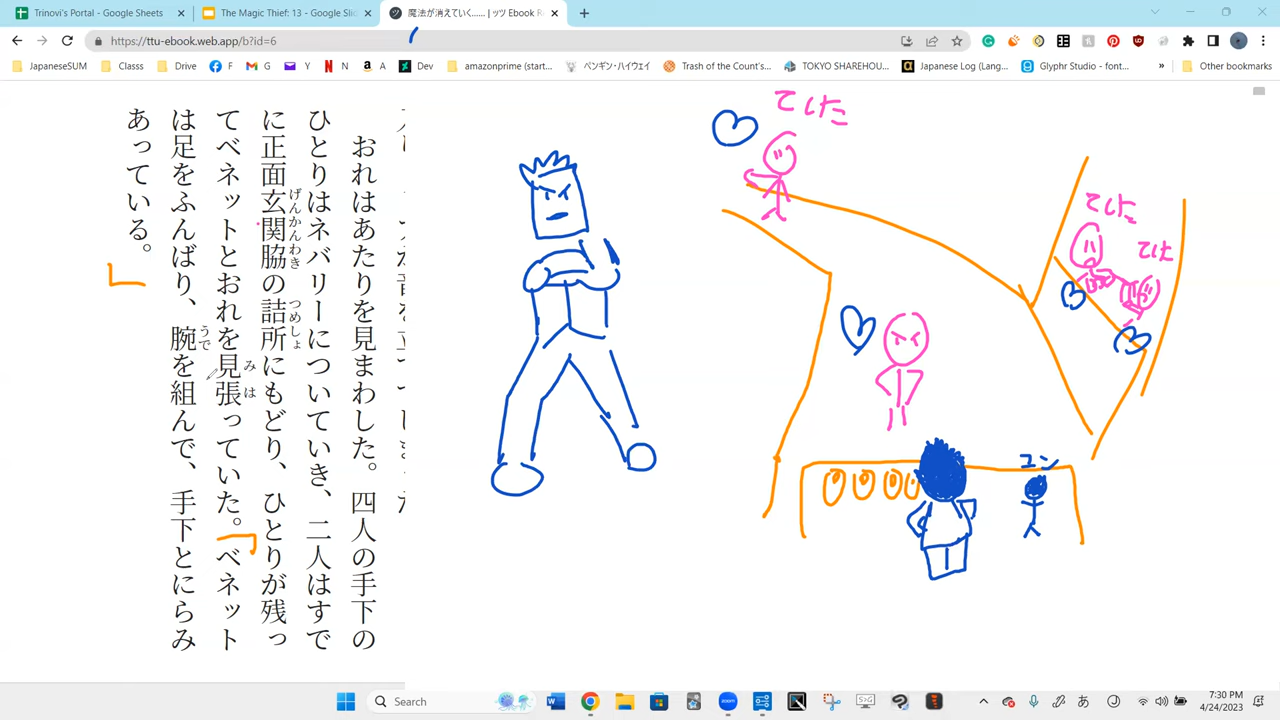 Trinovi's Portal - Google Sheets
The Magic Thief: 13 - Google Slid
魔法が消えていく…… | ッツ Ebook R
https://ttu-ebook.web.app/b?id=6
JapaneseSUM
Classs
Drive
F
G
Y
N
A
Dev
amazonprime (start...
ペンギン・ハイウェイ
Trash of the Count's...
TOKYO SHAREHOU...
Japanese Log (Lang...
Glyphr Studio - font...
Other bookmarks
おれはあたりを見まわした。四人の手下の
ひとりはネバリーについていき、二人はすで
に正面玄関脇の詰所にもどり、ひとりが残っ
げんかんわき
つめしょ
てベネットとおれを見張っていた。ベネット
みは
は足をふんばり、腕を組んで、手下とにらみ
うで
あっている。
てした
てした
てした
ユン
Search
7:30 PM
4/24/2023